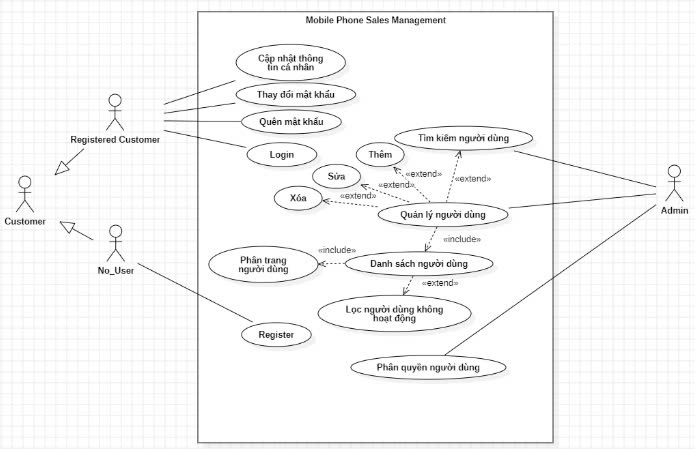 Mobile Phone Sales Management
Cập nhật thông
tin cá nhân
Thay đổi mật khẩu
Quên mật khẩu
Registered Customer
Login
Tìm kiếm người dùng
Thêm
«extend»
Sửa
«extend»
«extend»
Xóa
«extend»
Quản lý người dùng
Customer
Admin
No_User
«include»
Phân trang
người dùng
«include»
Danh sách người dùng
«extend»
Lọc người dùng không
hoạt động
Register
Phân quyền người dùng